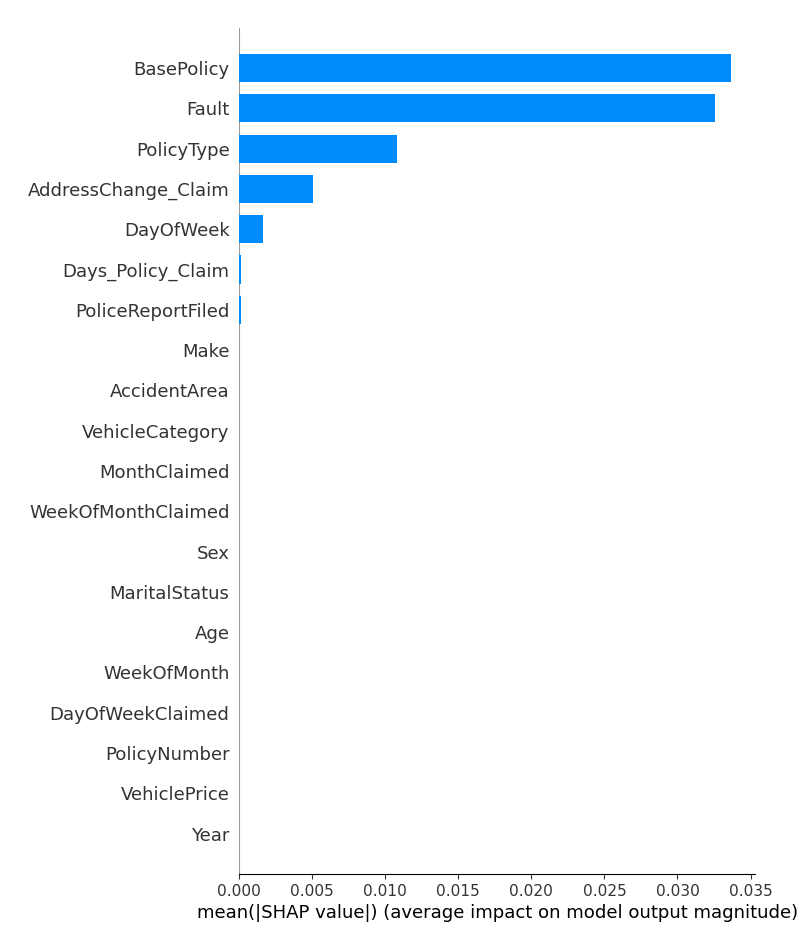 BasePolicy
Fault
PolicyType
AddressChange_Claim
DayOfWeek
Days_Policy_Claim
PoliceReportFiled
Make
AccidentArea
VehicleCategory
MonthClaimed
WeekOfMonthClaimed
Sex
MaritalStatus
Age
WeekOfMonth
DayOfWeekClaimed
PolicyNumber
VehiclePrice
Year
0.000 0.005 0.010 0.015 0.020 0.025 0.030 0.035
mean(|SHAP value|) (average impact on model output magnitude)